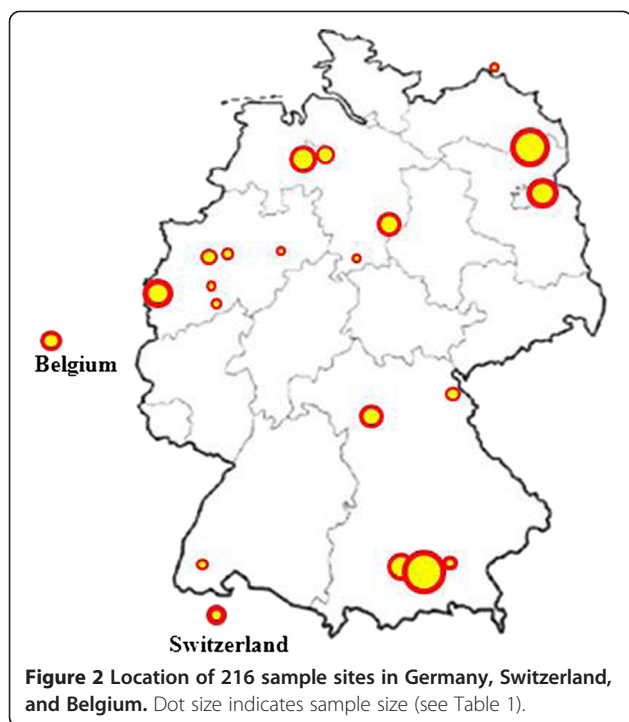 Belgium
Switzerland
Figure 2 Location of 216 sample sites in Germany, Switzerland,
and Belgium. Dot size indicates sample size (see Table 1).